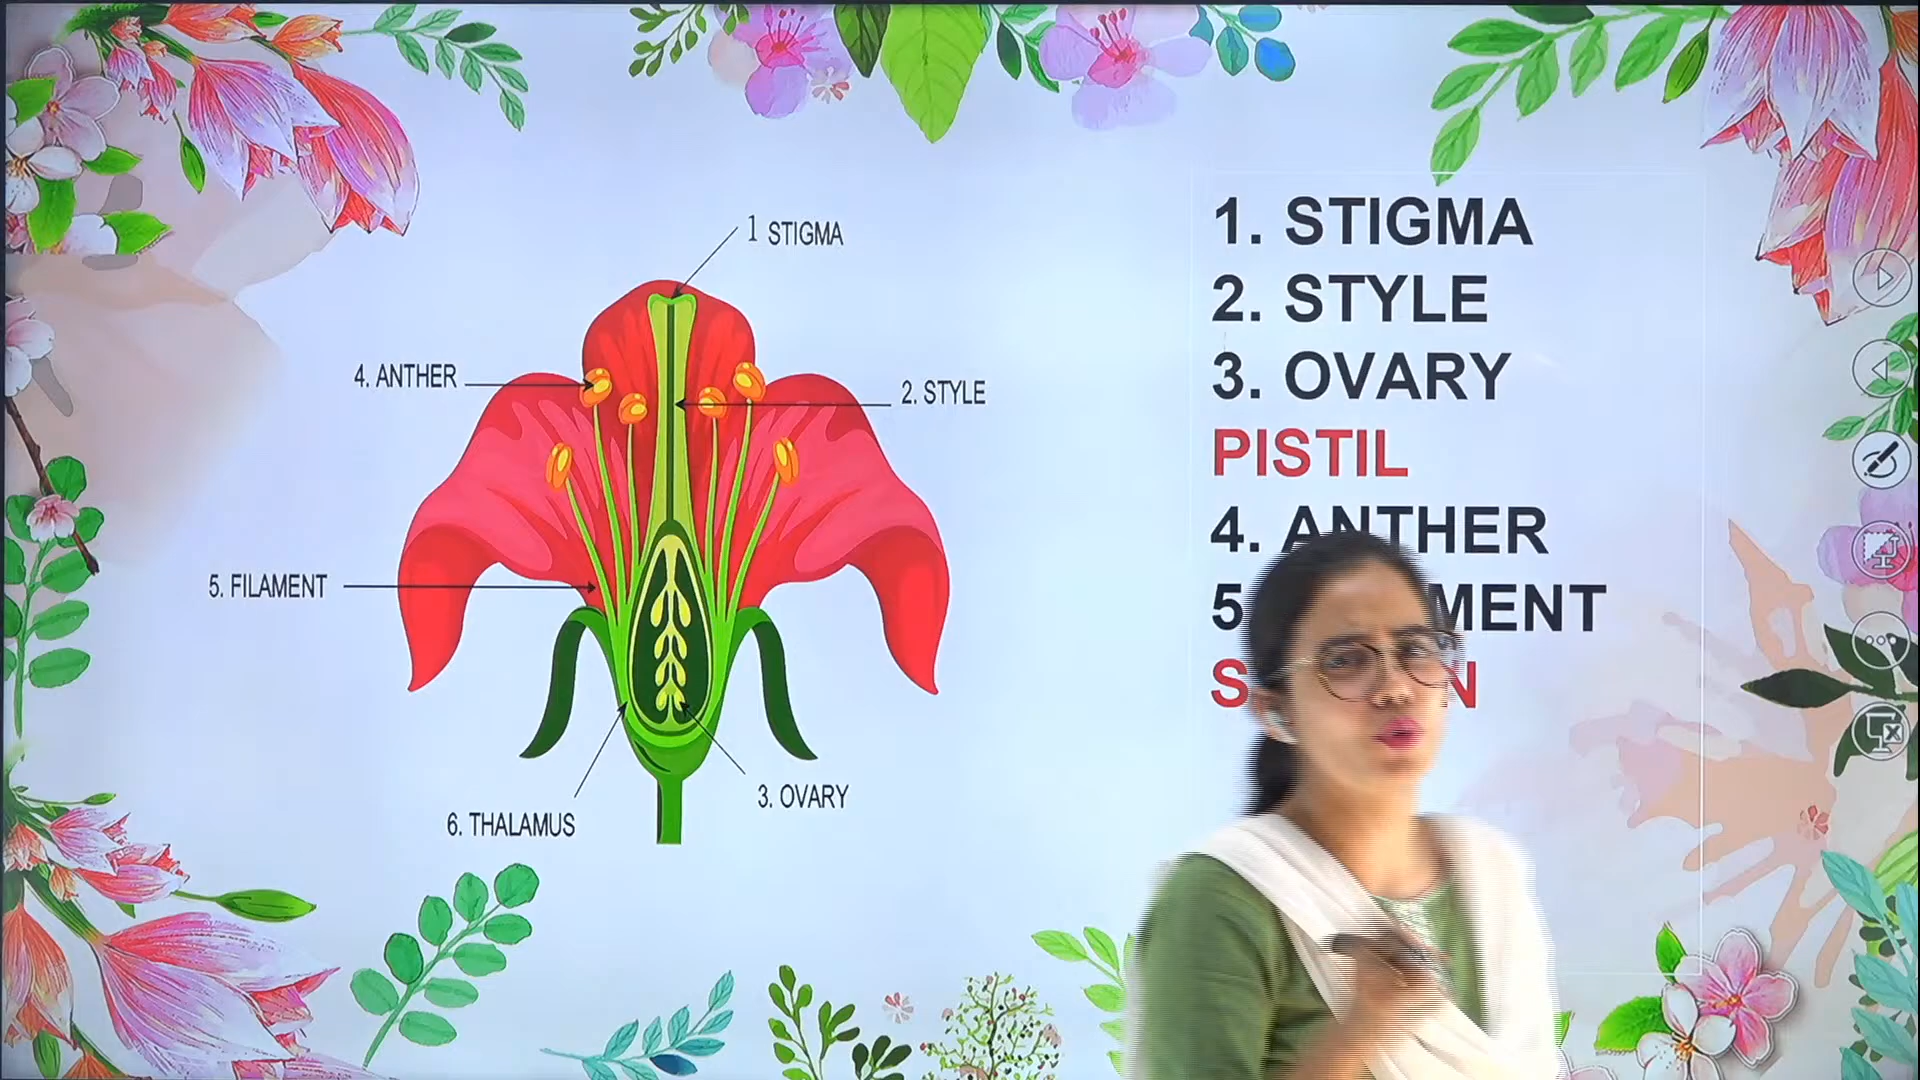 1 STIGMA
4. ANTHER
2. STYLE
5. FILAMENT
3. OVARY
6. THALAMUS
1. STIGMA
2. STYLE
3. OVARY
PISTIL
4. ANTHER
5